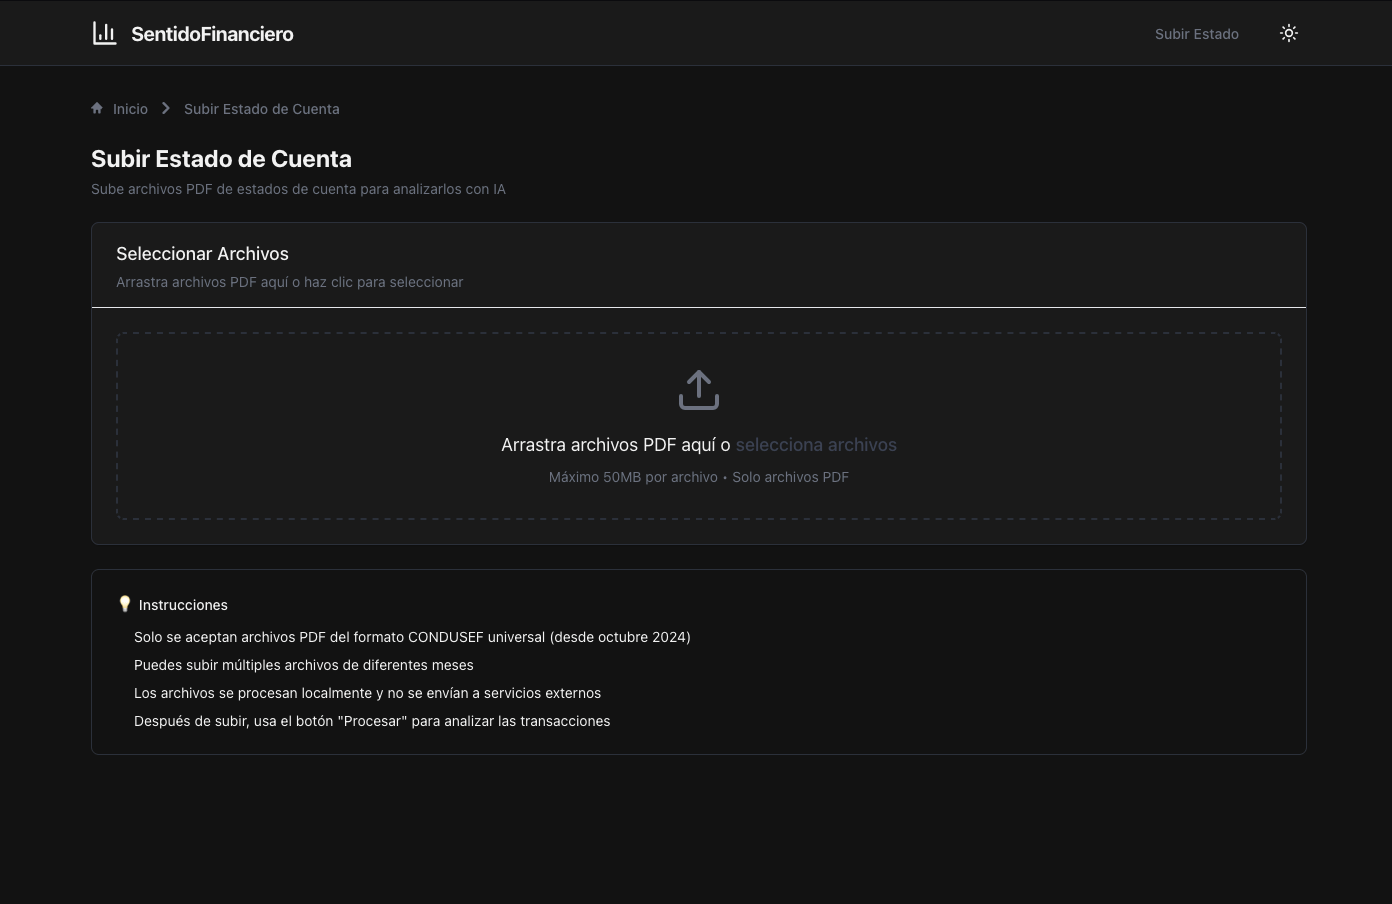 SentidoFinanciero
Subir Estado
Inicio
Subir Estado de Cuenta
Subir Estado de Cuenta
Sube archivos PDF de estados de cuenta para analizarlos con IA
Seleccionar Archivos
Arrastra archivos PDF aquí o haz clic para seleccionar
Arrastra archivos PDF aquí o selecciona archivos
Máximo 50MB por archivo • Solo archivos PDF
Instrucciones
Solo se aceptan archivos PDF del formato CONDUSEF universal (desde octubre 2024)
Puedes subir múltiples archivos de diferentes meses
Los archivos se procesan localmente y no se envían a servicios externos
Después de subir, usa el botón "Procesar" para analizar las transacciones